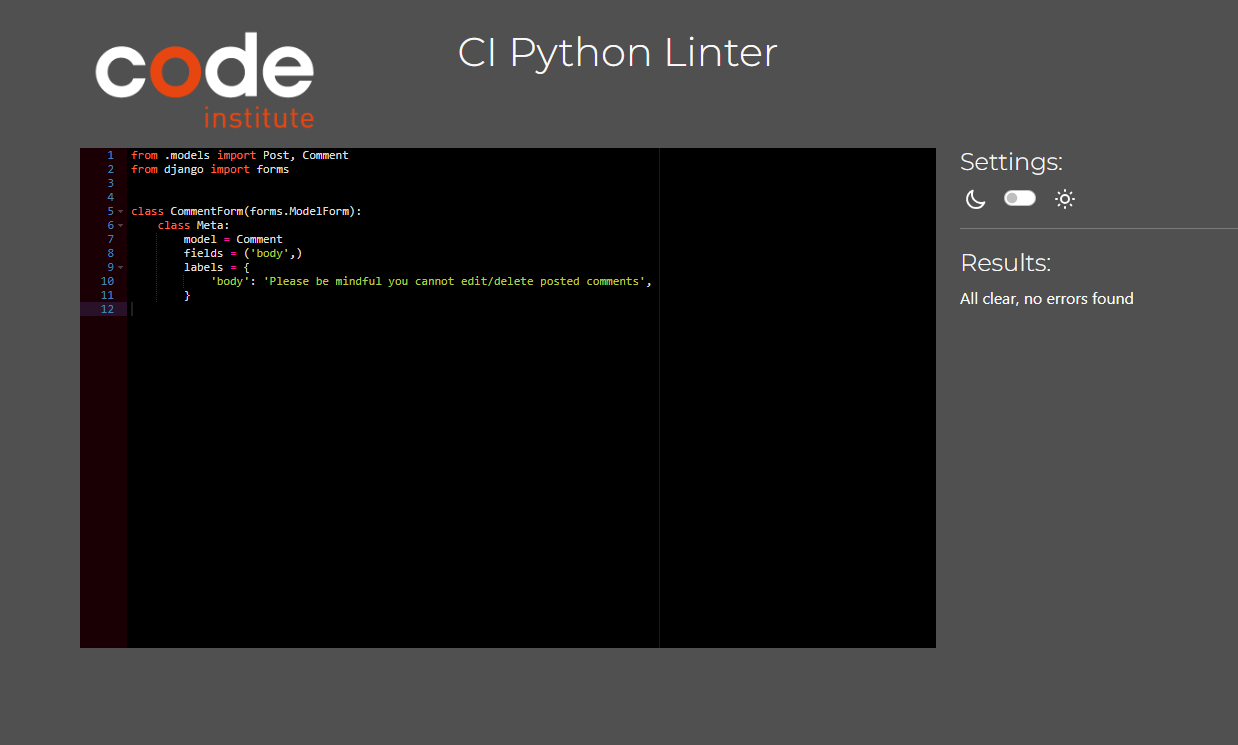 code
institute
CI Python Linter
1 from .models import Post, Comment
2 from django import forms
3
4
5 class CommentForm(forms.ModelForm):
6     class Meta:
7         model = Comment
8         fields = ('body',)
9         labels = {
10             'body': 'Please be mindful you cannot edit/delete posted comments',
11         }
12
Settings:
Results:
All clear, no errors found